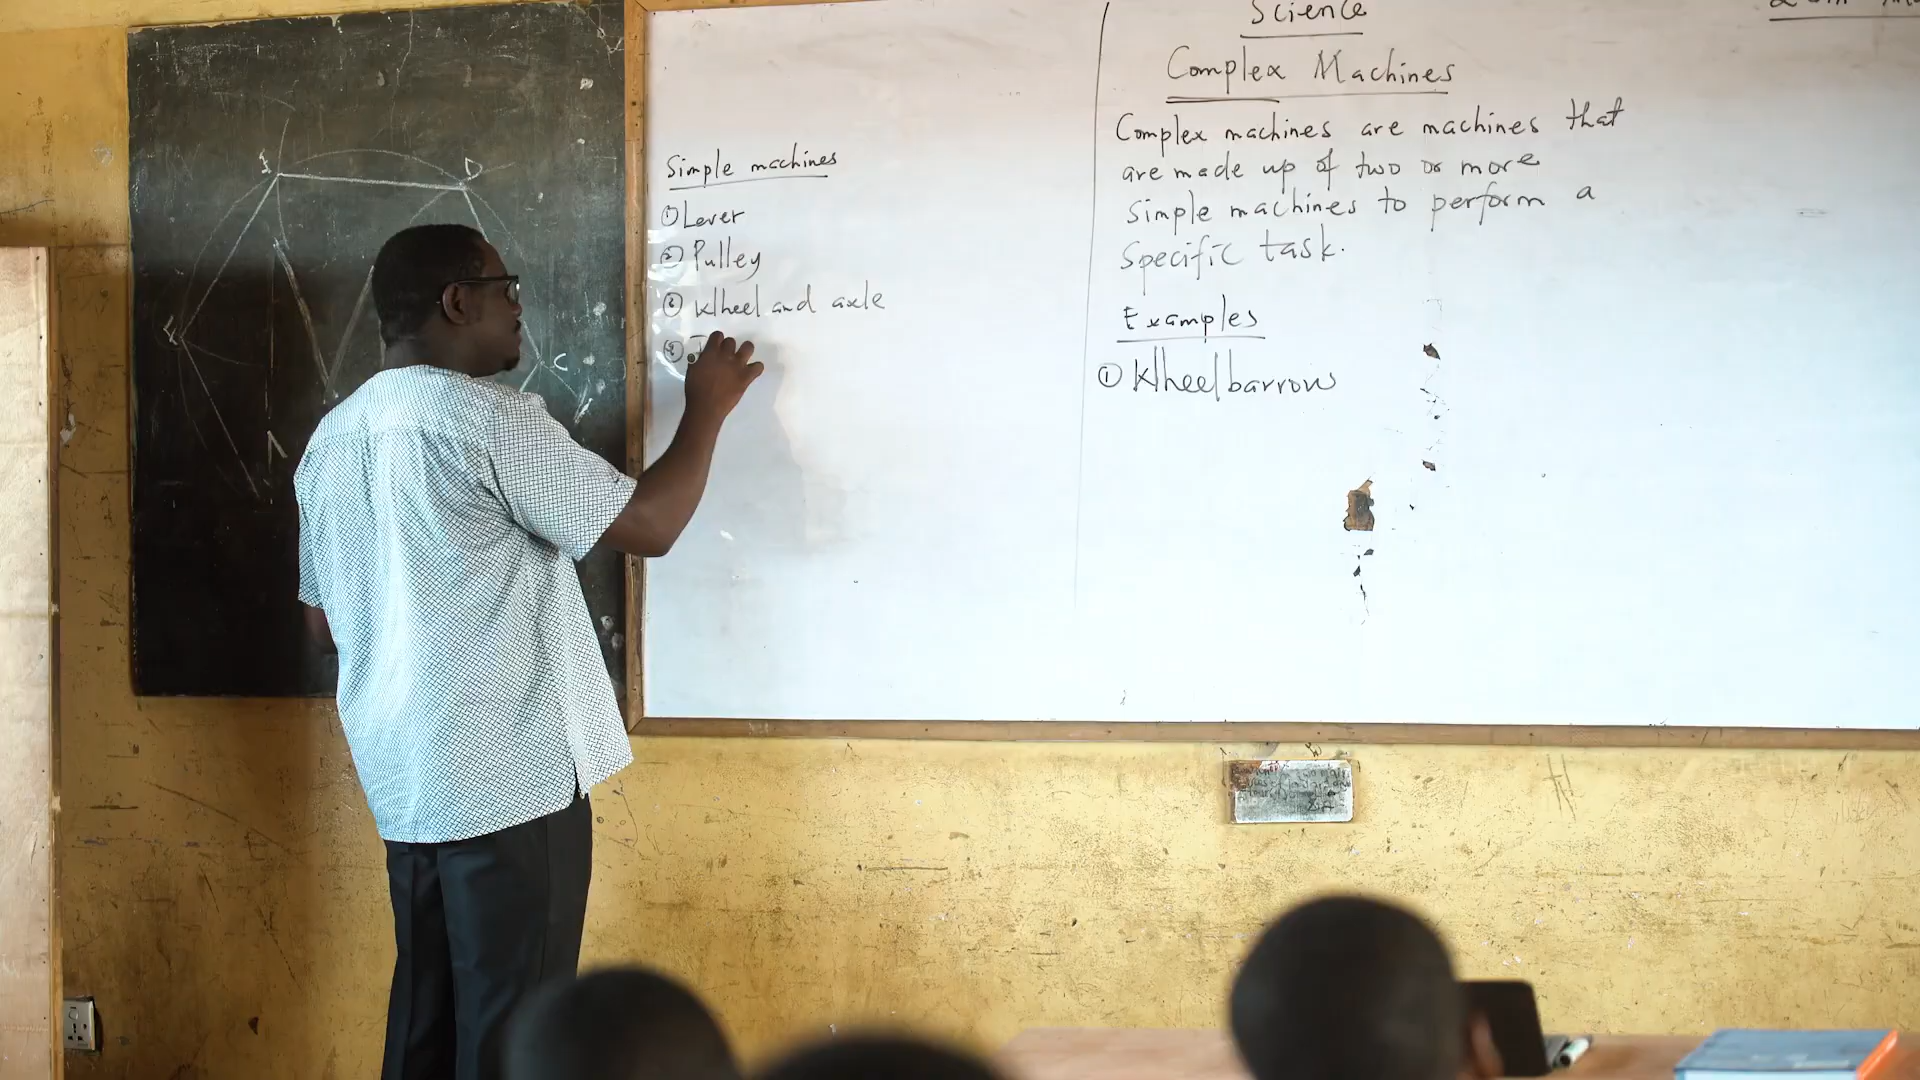 Simple machines
① Lever
② Pulley
③ Wheel and axle
④
Science
Complex Machines
Complex machines are machines that
are made up of two or more
Simple machines to perform a
Specific task.
Examples
① Wheelbarrow
D
C